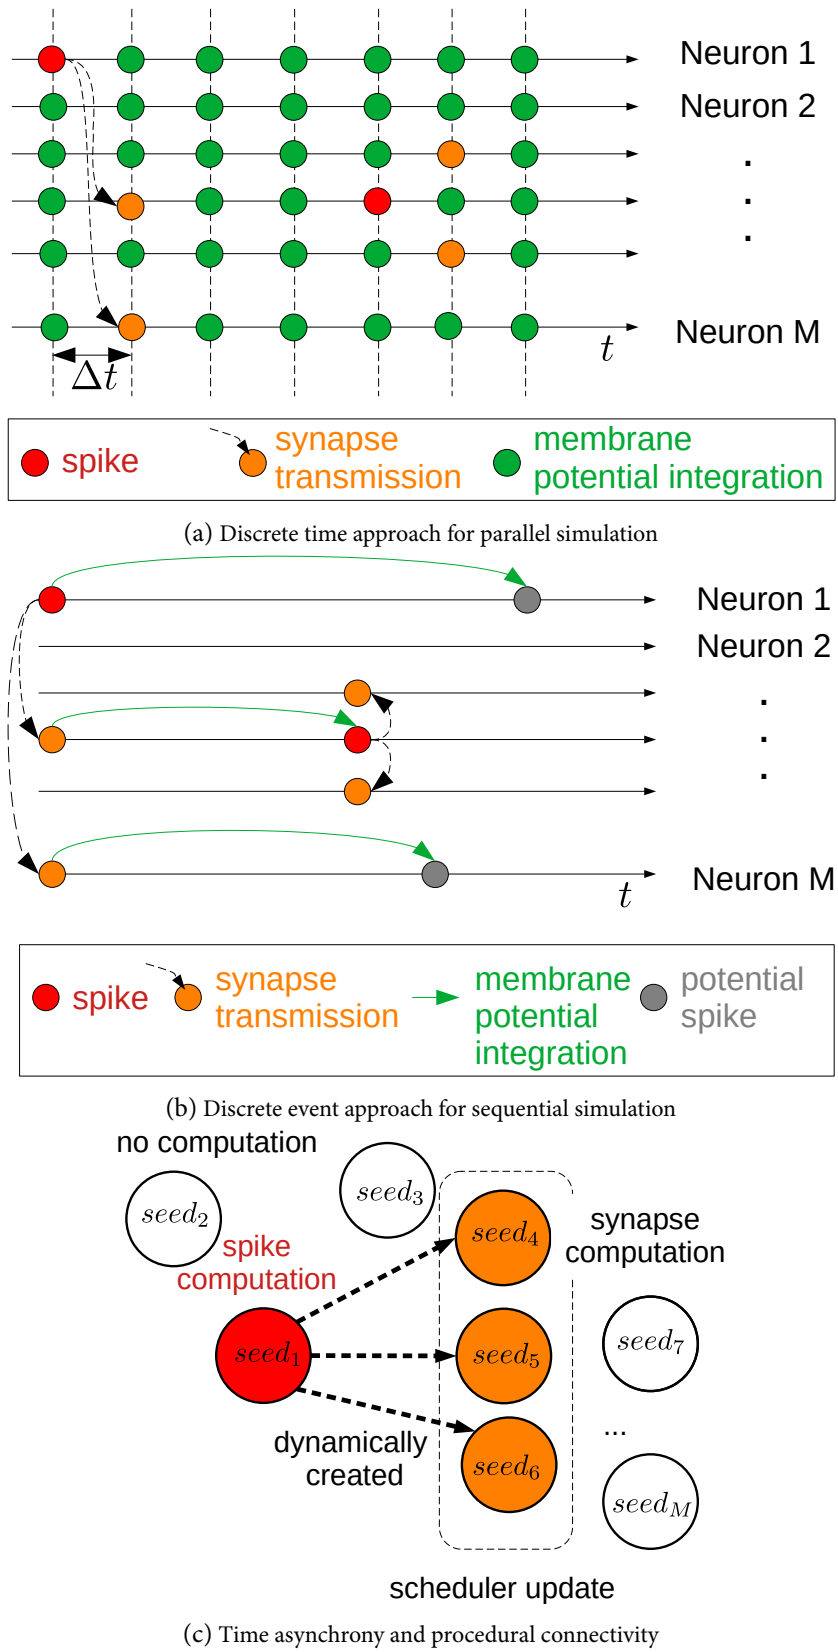 Neuron 1
Neuron 2
.
.
.
Neuron M
t
Δt
spike
synapse
transmission
membrane
potential integration
(a) Discrete time approach for parallel simulation
Neuron 1
Neuron 2
.
.
.
Neuron M
t
spike
synapse
transmission
membrane
potential
integration
potential
spike
(b) Discrete event approach for sequential simulation
no computation
seed₂
seed₃
seed₄
synapse
computation
spike
computation
seed₁
seed₅
seed₇
dynamically
created
seed₆
...
seed_M
scheduler update
(c) Time asynchrony and procedural connectivity